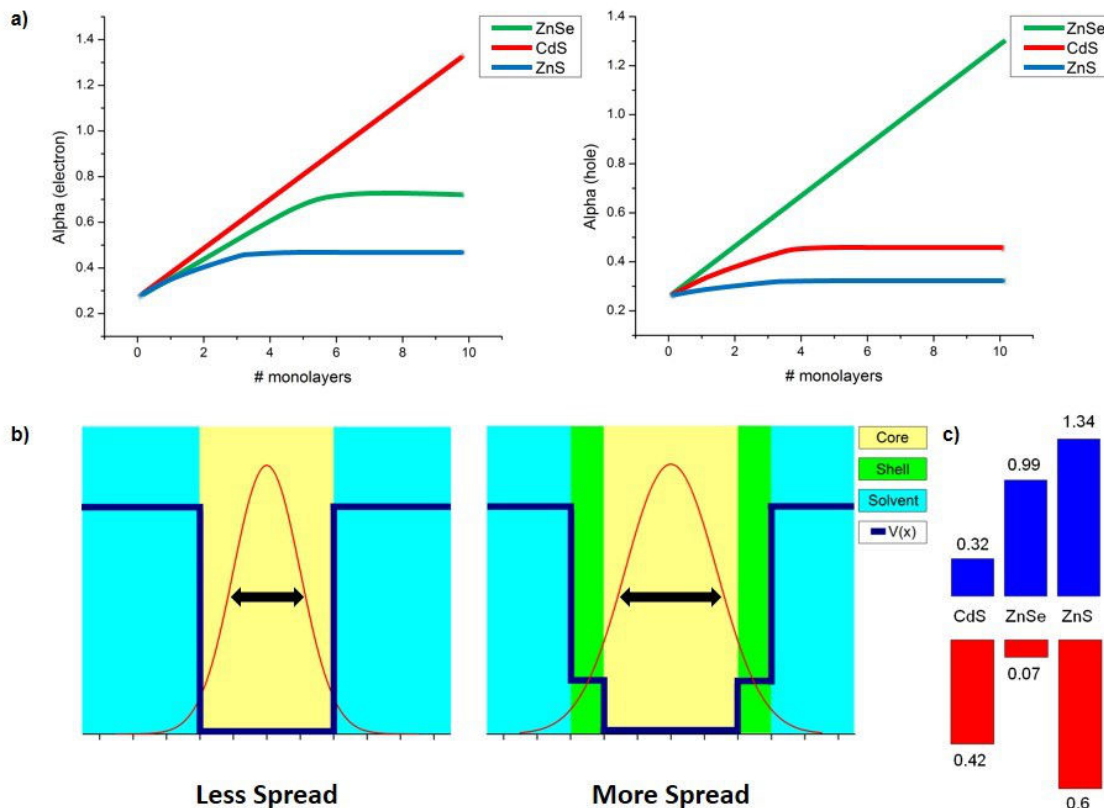 a)
ZnSe
CdS
ZnS
1.4
1.2
1.0
0.8
0.6
0.4
0.2
Alpha (electron)
0 2 4 6 8 10
# monolayers
ZnSe
CdS
ZnS
1.4
1.2
1.0
0.8
0.6
0.4
0.2
Alpha (hole)
0 2 4 6 8 10
# monolayers
b)
Core
Shell
Solvent
V(x)
Less Spread
More Spread
c)
1.34
0.99
0.32
CdS ZnSe ZnS
0.07
0.42
0.6